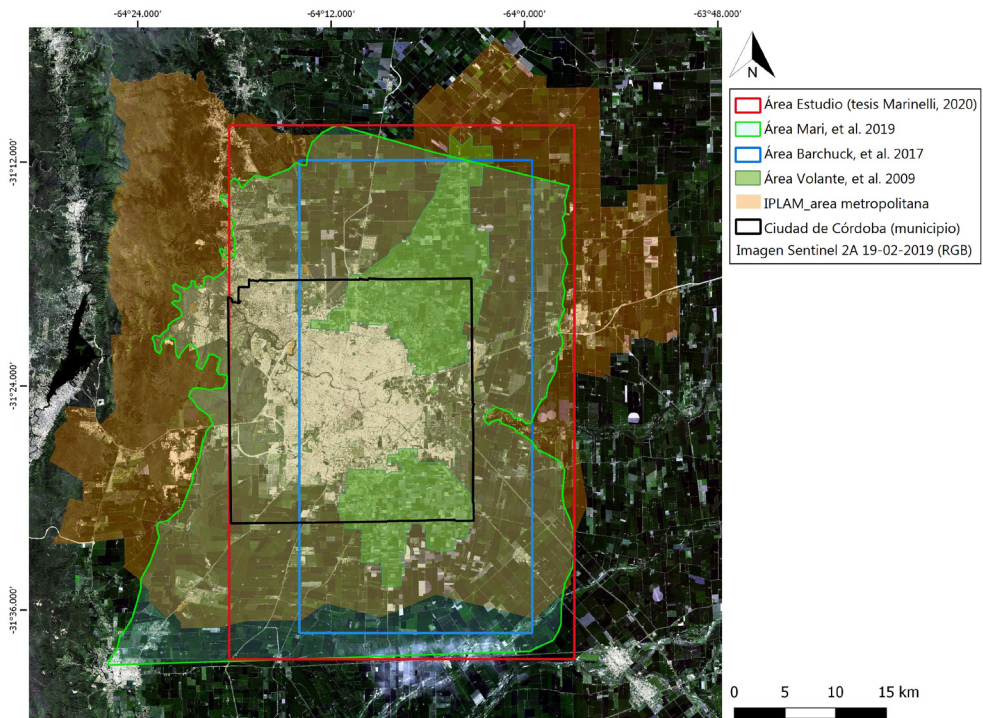 -64°24.000'
-64°12.000'
-64°0.000'
-63°48.000'
-31°12.000'
-31°24.000'
-31°36.000'
N
Área Estudio (tesis Marinelli, 2020)
Área Mari, et al. 2019
Área Barchuck, et al. 2017
Área Volante, et al. 2009
IPLAM_area metropolitana
Ciudad de Córdoba (municipio)
Imagen Sentinel 2A 19-02-2019 (RGB)
0 5 10 15 km